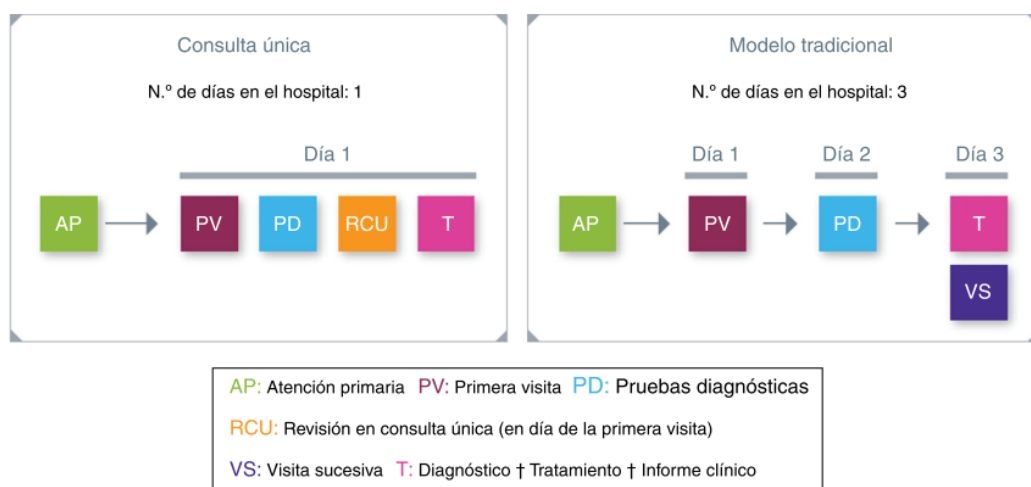 Consulta única
N.º de días en el hospital: 1
Día 1
AP
PV
PD
RCU
T
Modelo tradicional
N.º de días en el hospital: 3
Día 1
Día 2
Día 3
AP
PV
PD
T
VS
AP: Atención primaria PV: Primera visita PD: Pruebas diagnósticas
RCU: Revisión en consulta única (en día de la primera visita)
VS: Visita sucesiva T: Diagnóstico † Tratamiento † Informe clínico